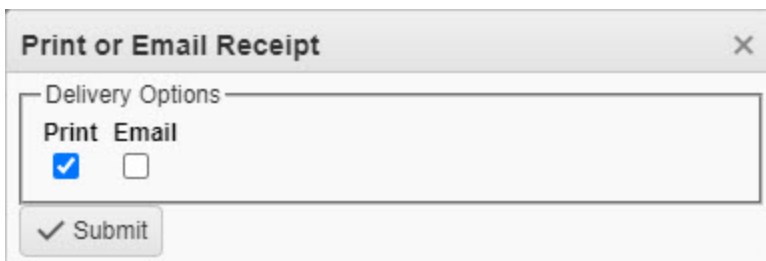 Print or Email Receipt
Delivery Options
Print Email
Submit